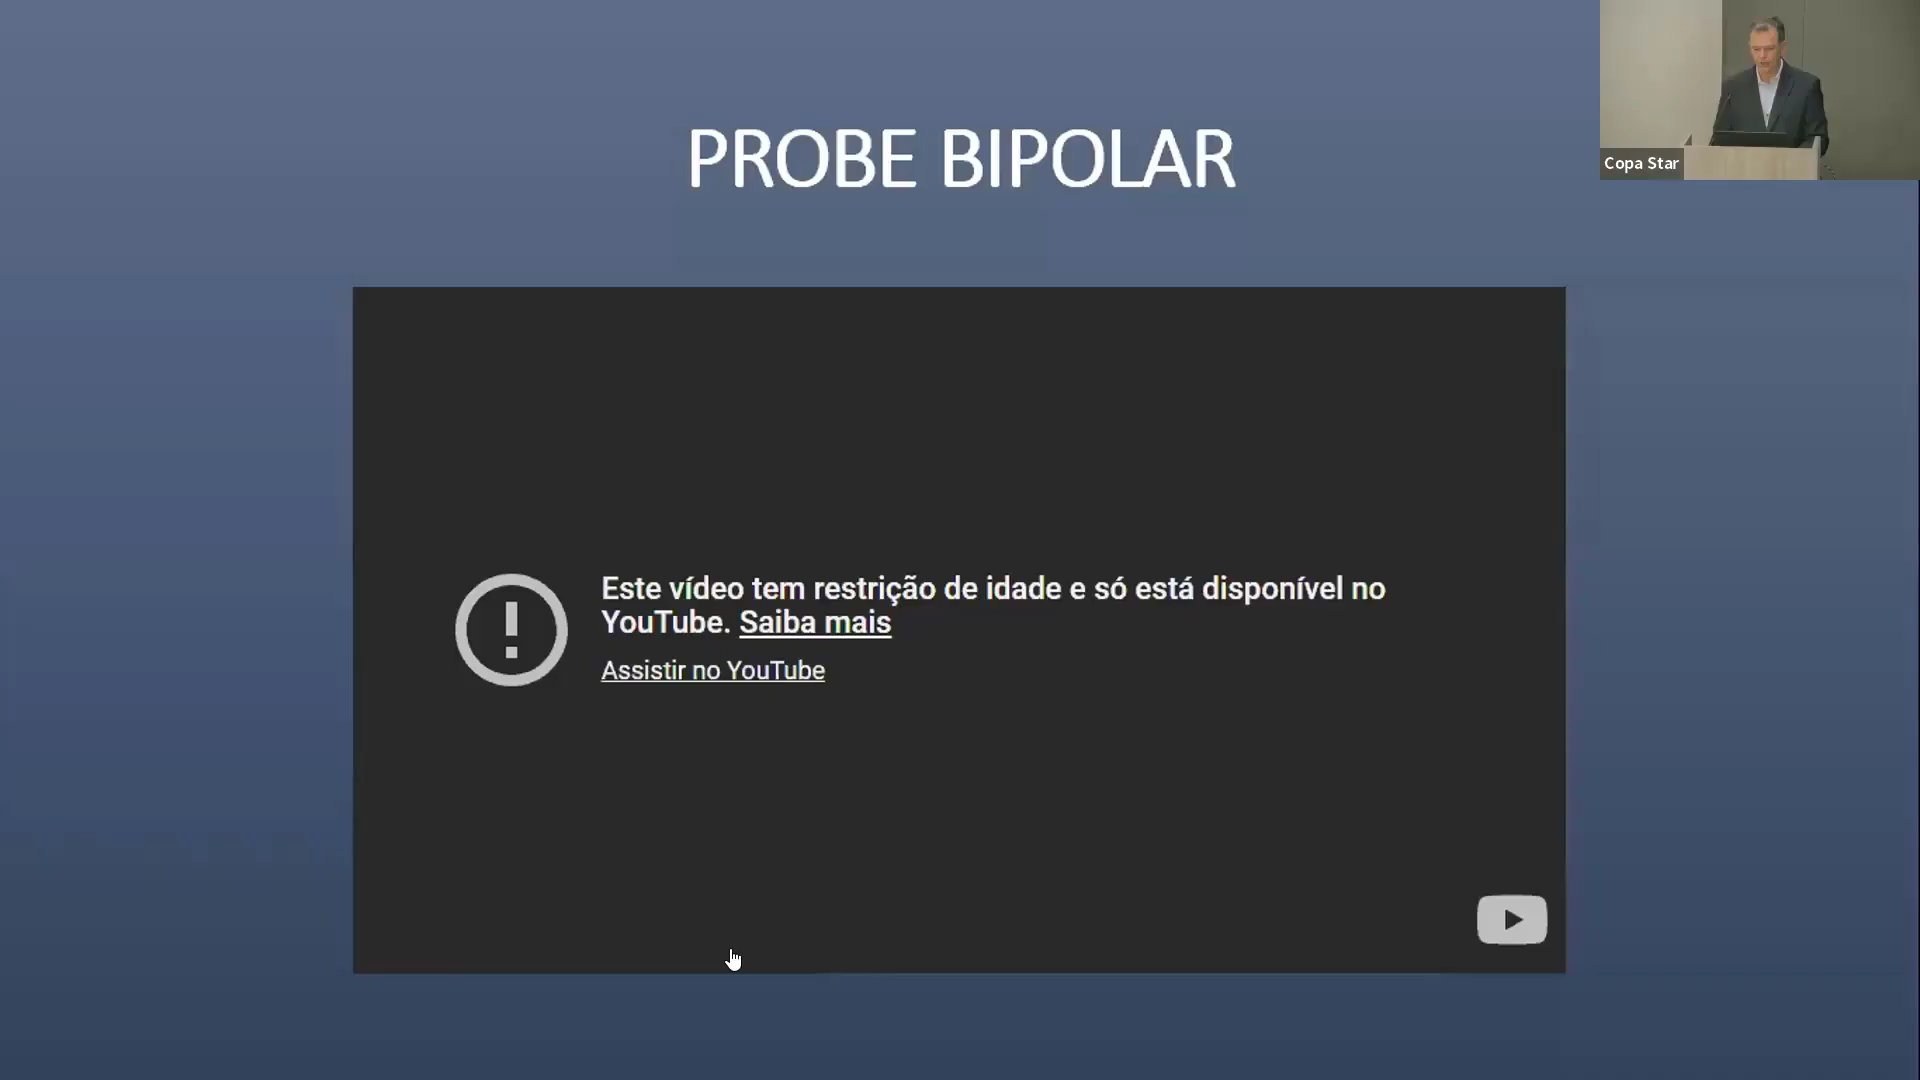 PROBE BIPOLAR
Copa Star
Este vídeo tem restrição de idade e só está disponível no
YouTube. Saiba mais
Assistir no YouTube